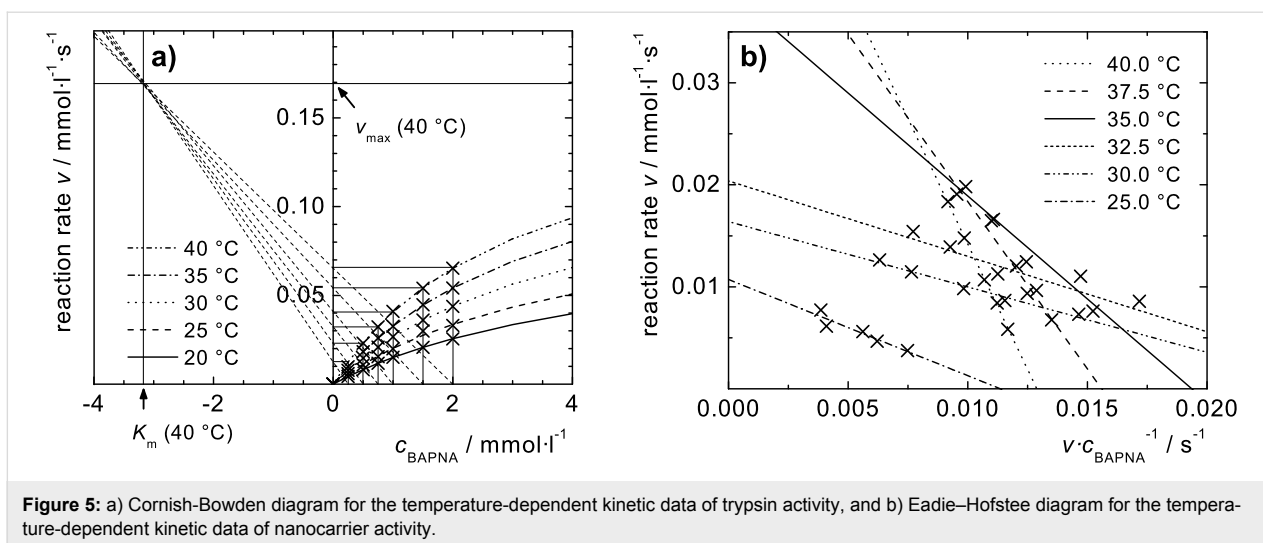 a)
reaction rate v / mmol·l⁻¹·s⁻¹
0.15
0.10
0.05
v max (40 °C)
40 °C
35 °C
30 °C
25 °C
20 °C
-4 -2 0 2 4
K m (40 °C)
c BAPNA / mmol·l⁻¹
b)
reaction rate v / mmol·l⁻¹·s⁻¹
0.03
0.02
0.01
40.0 °C
37.5 °C
35.0 °C
32.5 °C
30.0 °C
25.0 °C
0.000 0.005 0.010 0.015 0.020
v·c BAPNA ⁻¹ / s⁻¹
Figure 5: a) Cornish-Bowden diagram for the temperature-dependent kinetic data of trypsin activity, and b) Eadie–Hofstee diagram for the tempera-
ture-dependent kinetic data of nanocarrier activity.